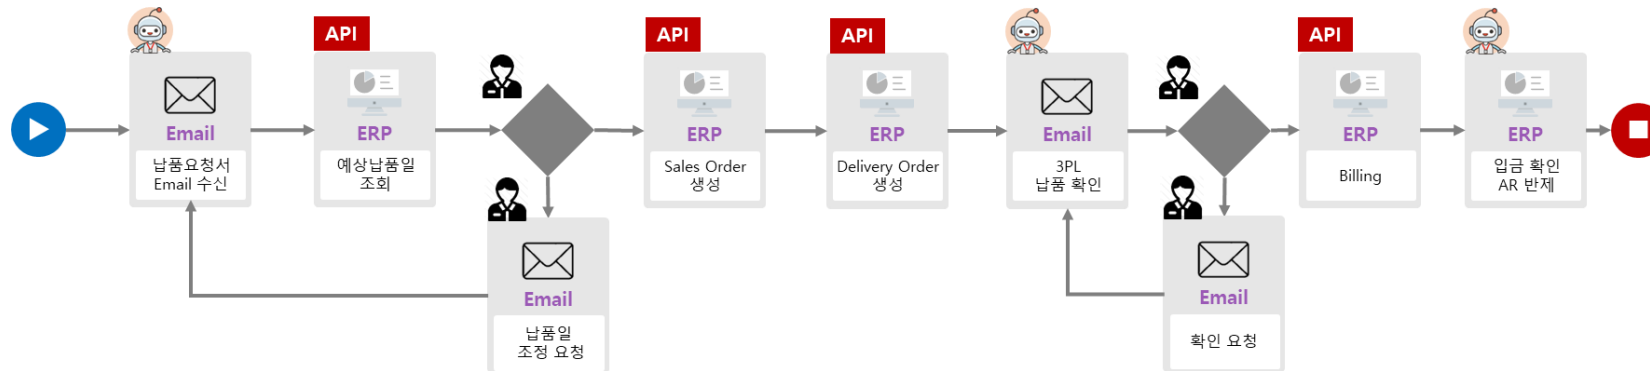 API
API
API
API
Email
납품요청서
Email 수신
ERP
예상납품일
조회
ERP
Sales Order
생성
ERP
Delivery Order
생성
Email
3PL
납품 확인
ERP
Billing
ERP
입금 확인
AR 반제
Email
납품일
조정 요청
Email
확인 요청